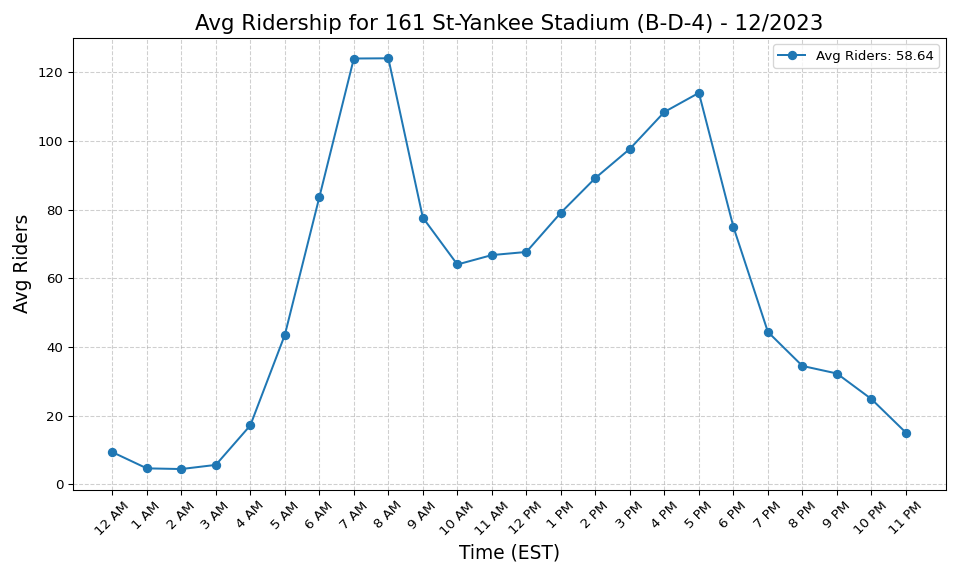 Avg Ridership for 161 St-Yankee Stadium (B-D-4) - 12/2023
Avg Riders: 58.64
Avg Riders
120
100
80
60
40
20
0
12 AM
1 AM
2 AM
3 AM
4 AM
5 AM
6 AM
7 AM
8 AM
9 AM
10 AM
11 AM
12 PM
1 PM
2 PM
3 PM
4 PM
5 PM
6 PM
7 PM
8 PM
9 PM
10 PM
11 PM
Time (EST)